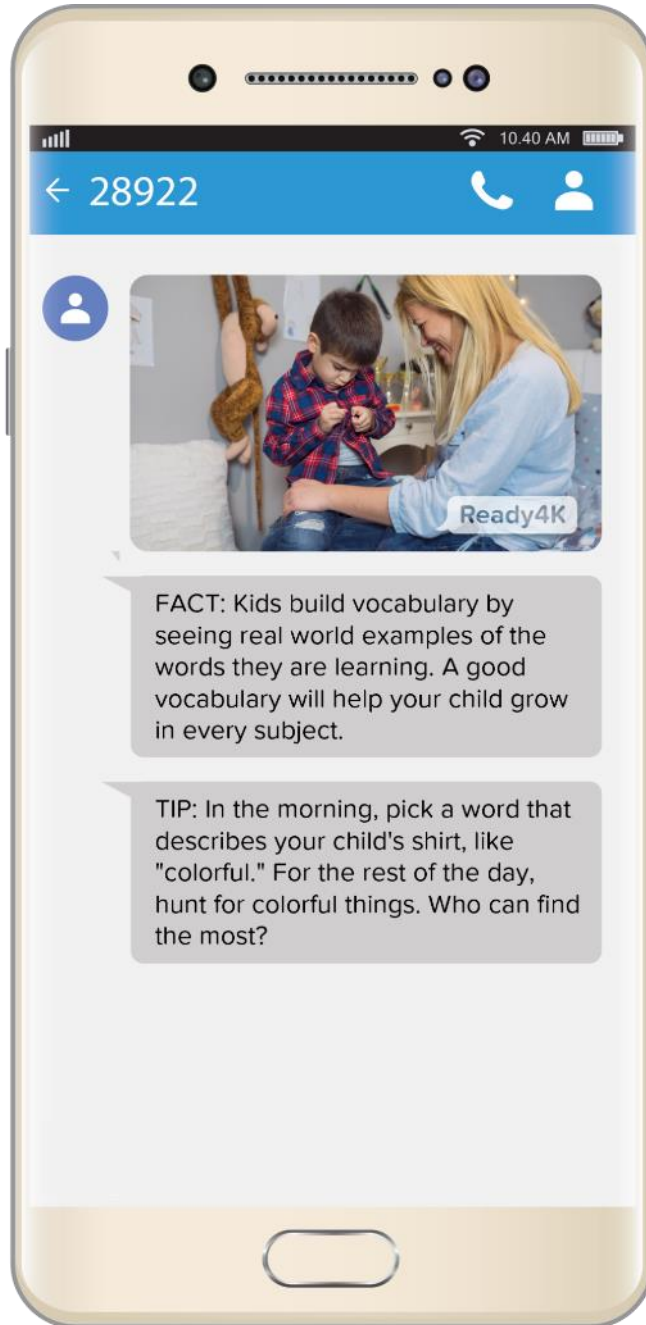 10.40 AM
28922
Ready4K
FACT: Kids build vocabulary by
seeing real world examples of the
words they are learning. A good
vocabulary will help your child grow
in every subject.
TIP: In the morning, pick a word that
describes your child's shirt, like
"colorful." For the rest of the day,
hunt for colorful things. Who can find
the most?